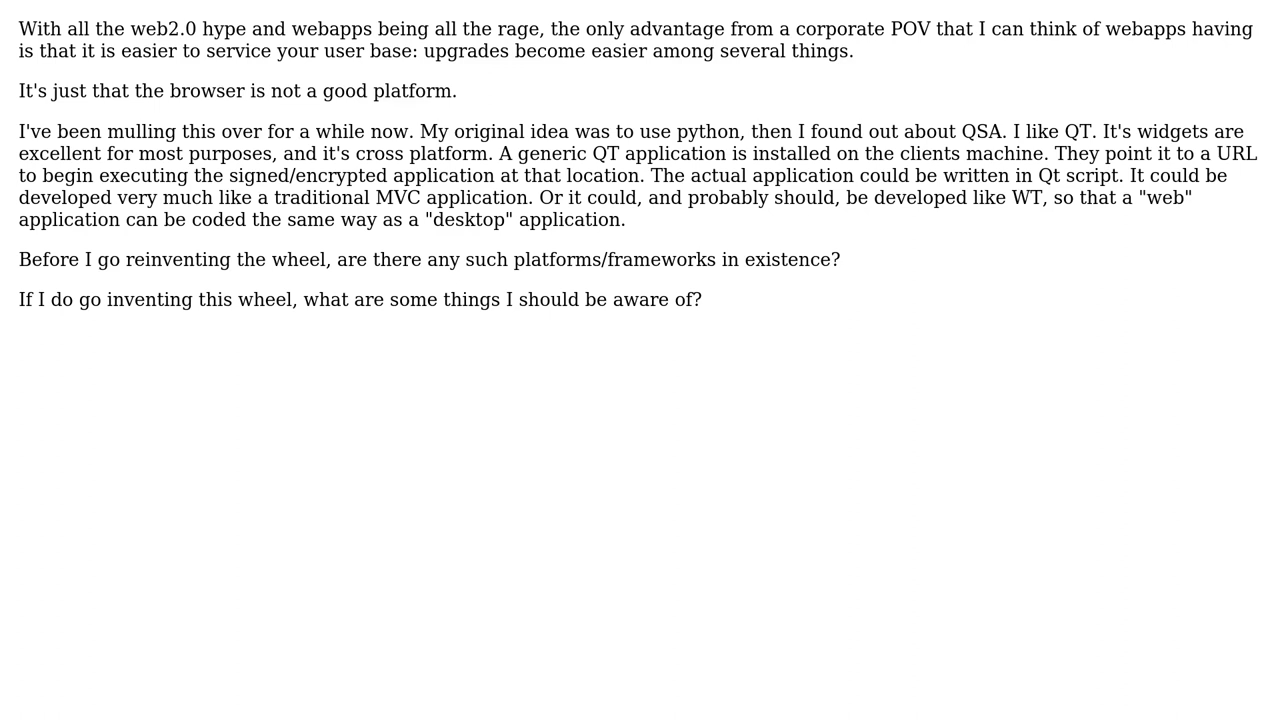 With all the web2.0 hype and webapps being all the rage, the only advantage from a corporate POV that I can think of webapps having
is that it is easier to service your user base: upgrades become easier among several things.
It's just that the browser is not a good platform.
I've been mulling this over for a while now. My original idea was to use python, then I found out about QSA. I like QT. It's widgets are
excellent for most purposes, and it's cross platform. A generic QT application is installed on the clients machine. They point it to a URL
to begin executing the signed/encrypted application at that location. The actual application could be written in Qt script. It could be
developed very much like a traditional MVC application. Or it could, and probably should, be developed like WT, so that a "web"
application can be coded the same way as a "desktop" application.
Before I go reinventing the wheel, are there any such platforms/frameworks in existence?
If I do go inventing this wheel, what are some things I should be aware of?